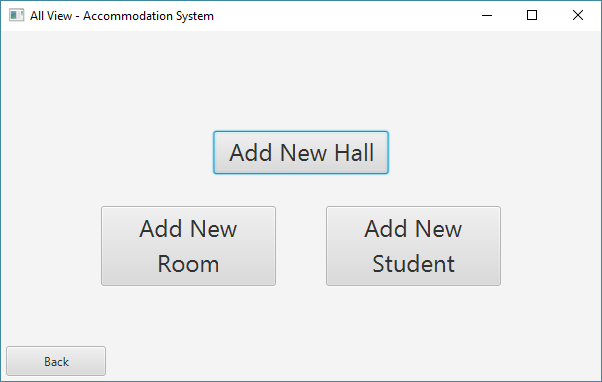 All View - Accommodation System
Add New Hall
Add New
Room
Add New
Student
Back